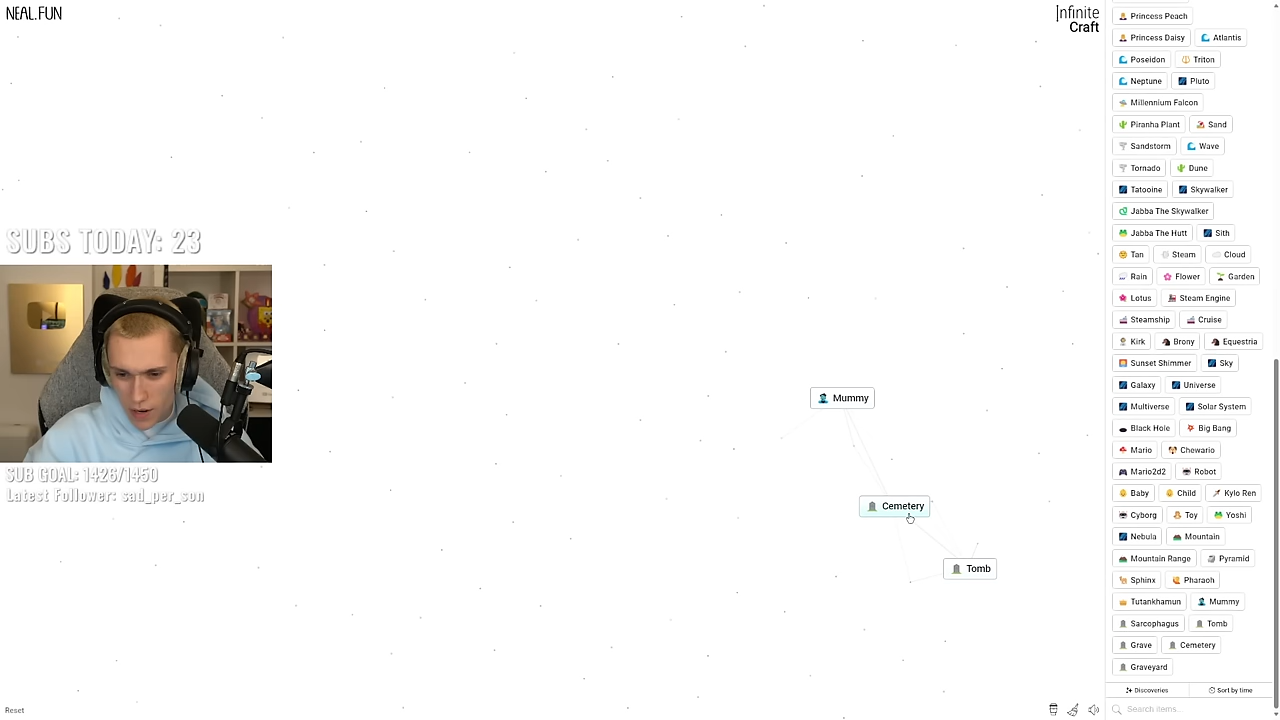 NEAL.FUN
Infinite Craft
SUBS TODAY: 23
SUB GOAL: 1426/1450
Latest Follower: sad_per_son
Mummy
Cemetery
Tomb
Reset
Princess Peach
Princess Daisy Atlantis
Poseidon Triton
Neptune Pluto
Millennium Falcon
Piranha Plant Sand
Sandstorm Wave
Tornado Dune
Tatooine Skywalker
Jabba The Skywalker
Jabba The Hutt Sith
Tan Steam Cloud
Rain Flower Garden
Lotus Steam Engine
Steamship Cruise
Kirk Brony Equestria
Sunset Shimmer Sky
Galaxy Universe
Multiverse Solar System
Black Hole Big Bang
Mario Chewario
Mario2d2 Robot
Baby Child Kylo Ren
Cyborg Toy Yoshi
Nebula Mountain
Mountain Range Pyramid
Sphinx Pharaoh
Tutankhamun Mummy
Sarcophagus Tomb
Grave Cemetery
Graveyard
Discoveries Sort by time
Search items...